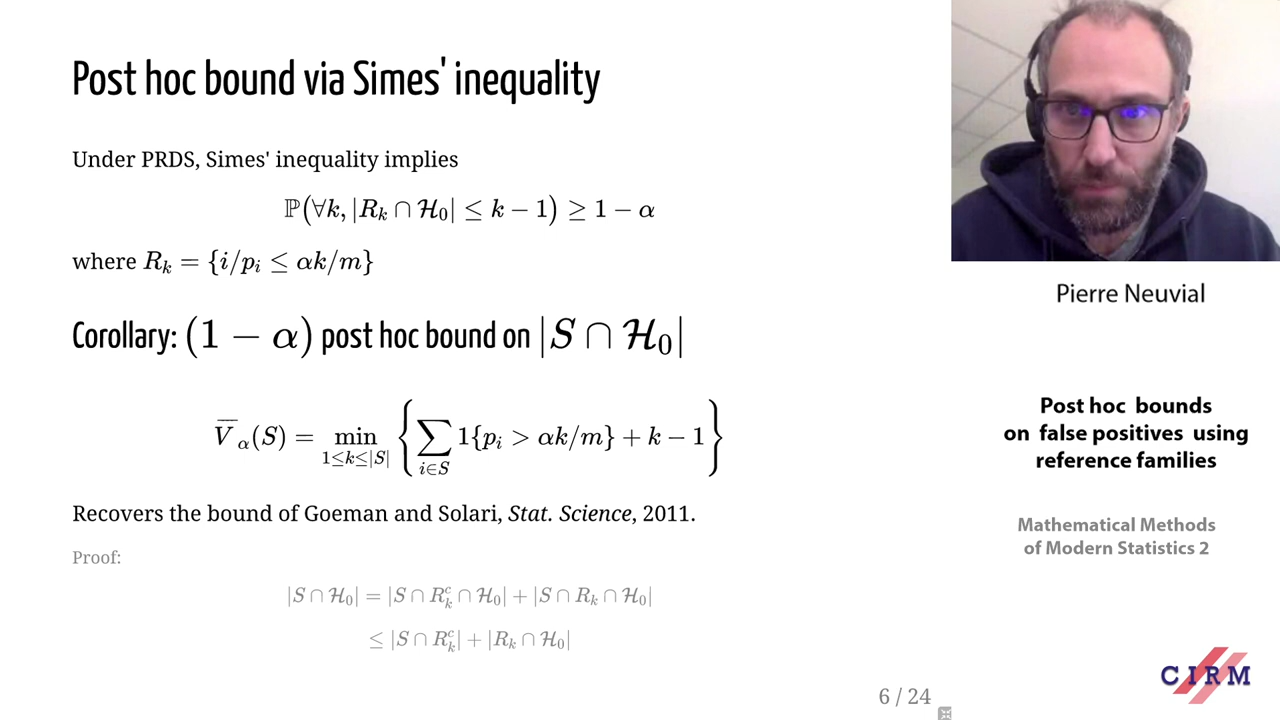 Post hoc bound via Simes' inequality
Under PRDS, Simes' inequality implies
ℙ(∀k, |R_k ∩ ℋ_0| ≤ k − 1) ≥ 1 − α
where R_k = {i/p_i ≤ αk/m}
Corollary: (1 − α) post hoc bound on |S ∩ ℋ_0|
V̅_α(S) = min_{1≤k≤|S|} { ∑_{i∈S} 1{p_i > αk/m} + k − 1 }
Recovers the bound of Goeman and Solari, Stat. Science, 2011.
Proof:
|S ∩ ℋ_0| = |S ∩ R_k^c ∩ ℋ_0| + |S ∩ R_k ∩ ℋ_0|
≤ |S ∩ R_k^c| + |R_k ∩ ℋ_0|
6 / 24
Pierre Neuvial
Post hoc bounds
on false positives using
reference families
Mathematical Methods
of Modern Statistics 2
CIRM